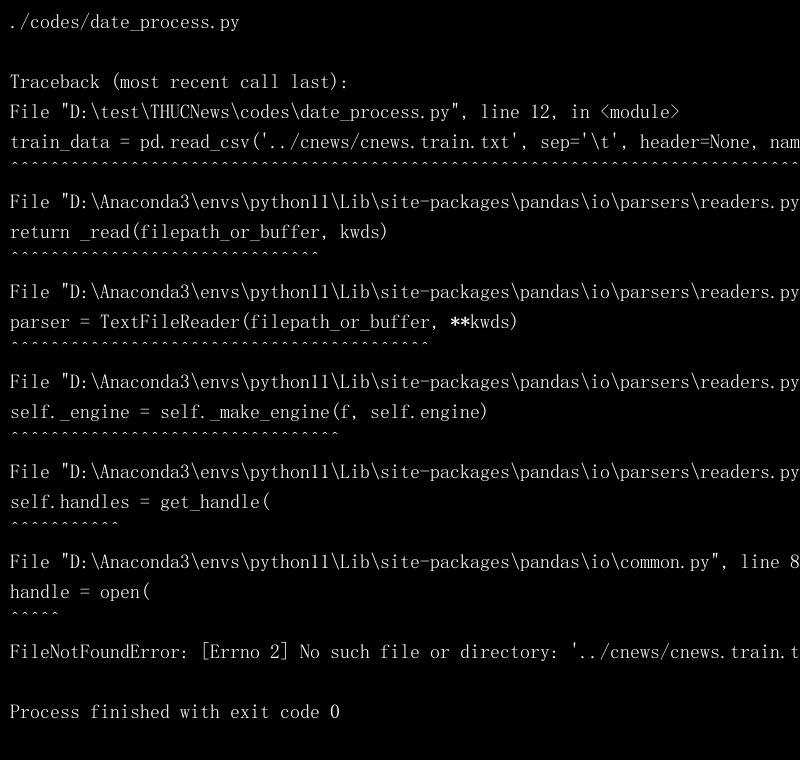 ./codes/date_process.py
Traceback (most recent call last):
File "D:\test\THUCNews\codes\date_process.py", line 12, in <module>
train_data = pd.read_csv('../cnews/cnews.train.txt', sep='\t', header=None, nam
^^^^^^^^^^^^^^^^^^^^^^^^^^^^^^^^^^^^^^^^^^^^^^^^^^^^^^^^^^^^^^^^^^^^^^^^^^^^^^^
File "D:\Anaconda3\envs\python11\Lib\site-packages\pandas\io\parsers\readers.py
return _read(filepath_or_buffer, kwds)
^^^^^^^^^^^^^^^^^^^^^^^^^^^^^^^
File "D:\Anaconda3\envs\python11\Lib\site-packages\pandas\io\parsers\readers.py
parser = TextFileReader(filepath_or_buffer, **kwds)
^^^^^^^^^^^^^^^^^^^^^^^^^^^^^^^^^^^^^^^^^^
File "D:\Anaconda3\envs\python11\Lib\site-packages\pandas\io\parsers\readers.py
self._engine = self._make_engine(f, self.engine)
^^^^^^^^^^^^^^^^^^^^^^^^^^^^^^^^^
File "D:\Anaconda3\envs\python11\Lib\site-packages\pandas\io\parsers\readers.py
self.handles = get_handle(
^^^^^^^^^^^
File "D:\Anaconda3\envs\python11\Lib\site-packages\pandas\io\common.py", line 8
handle = open(
^^^^^
FileNotFoundError: [Errno 2] No such file or directory: '../cnews/cnews.train.t
Process finished with exit code 0